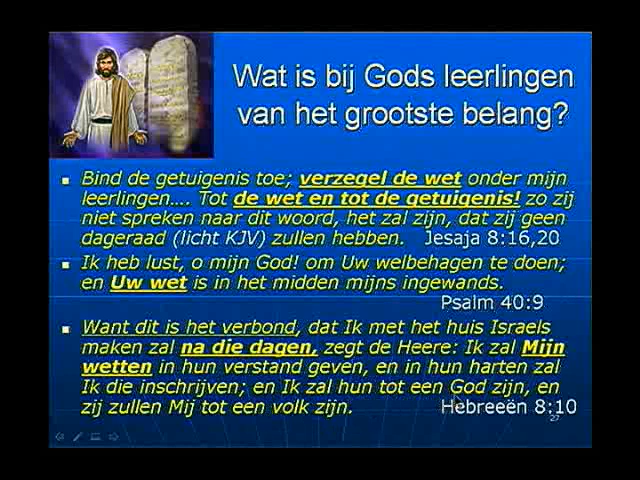 Wat is bij Gods leerlingen
van het grootste belang?
Bind de getuigenis toe; verzegel de wet onder mijn
leerlingen.... Tot de wet en tot de getuigenis! zo zij
niet spreken naar dit woord, het zal zijn, dat zij geen
dageraad (licht KJV) zullen hebben. Jesaja 8:16,20
Ik heb lust, o mijn God! om Uw welbehagen te doen;
en Uw wet is in het midden mijns ingewands.
Psalm 40:9
Want dit is het verbond, dat Ik met het huis Israels
maken zal na die dagen, zegt de Heere: Ik zal Mijn
wetten in hun verstand geven, en in hun harten zal
Ik die inschrijven; en Ik zal hun tot een God zijn, en
zij zullen Mij tot een volk zijn. Hebreeën 8:10
27